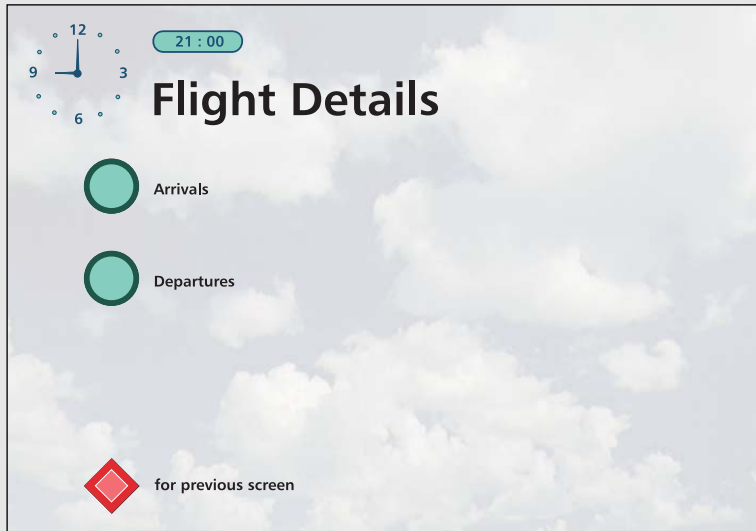 12
21 : 00
9
3
6
Flight Details
Arrivals
Departures
for previous screen